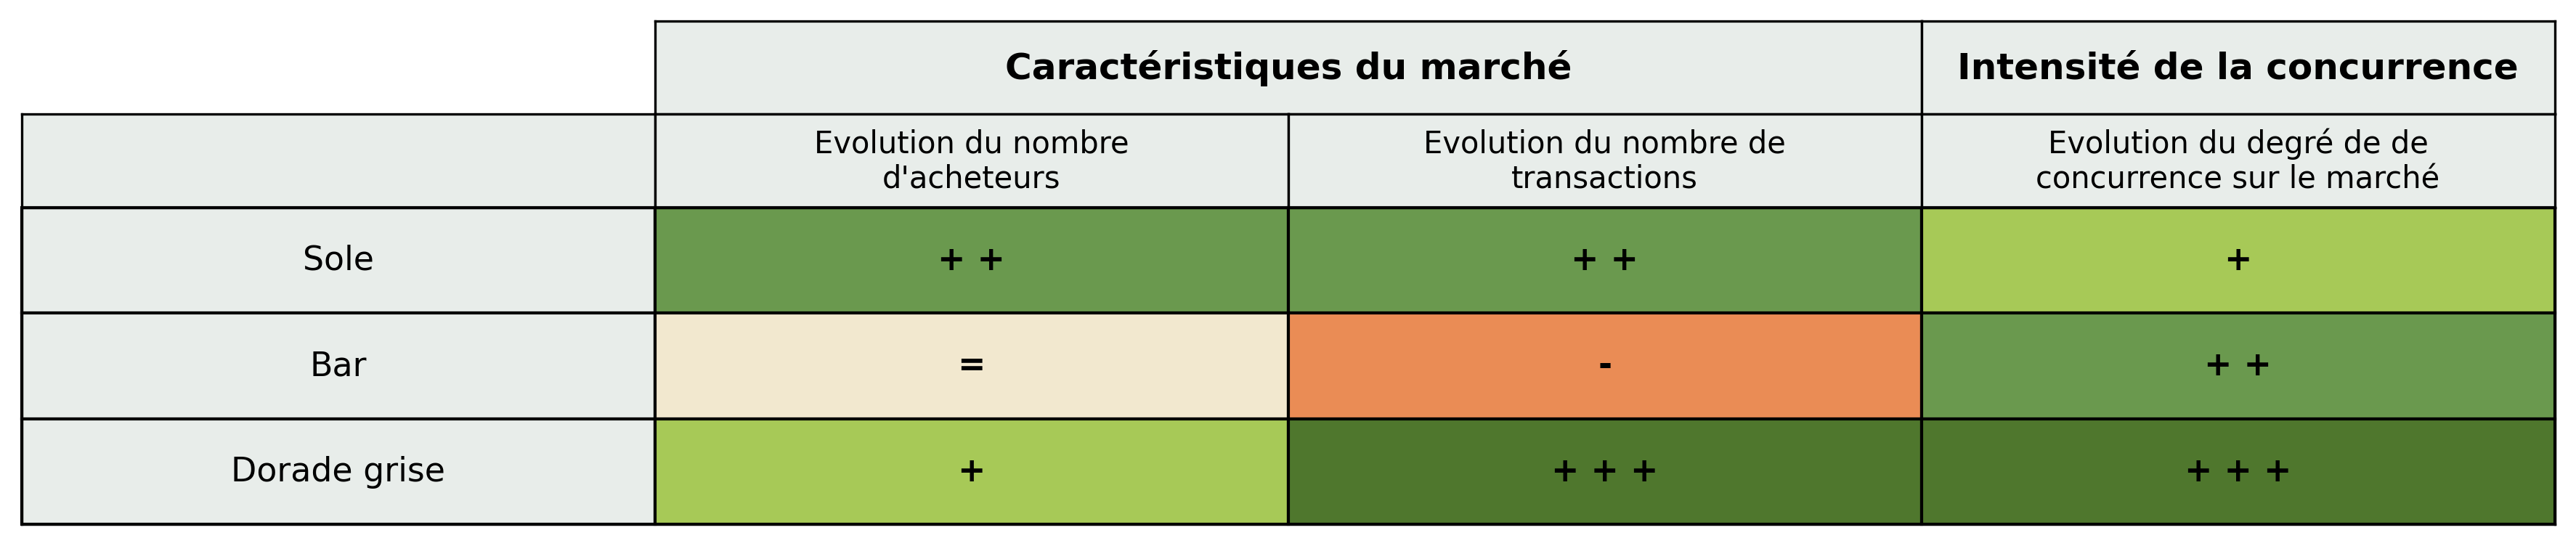 Caractéristiques du marché
Intensité de la concurrence
Evolution du nombre
d'acheteurs
Evolution du nombre de
transactions
Evolution du degré de de
concurrence sur le marché
Sole
+ +
+ +
+
Bar
=
-
+ +
Dorade grise
+
+ + +
+ + +